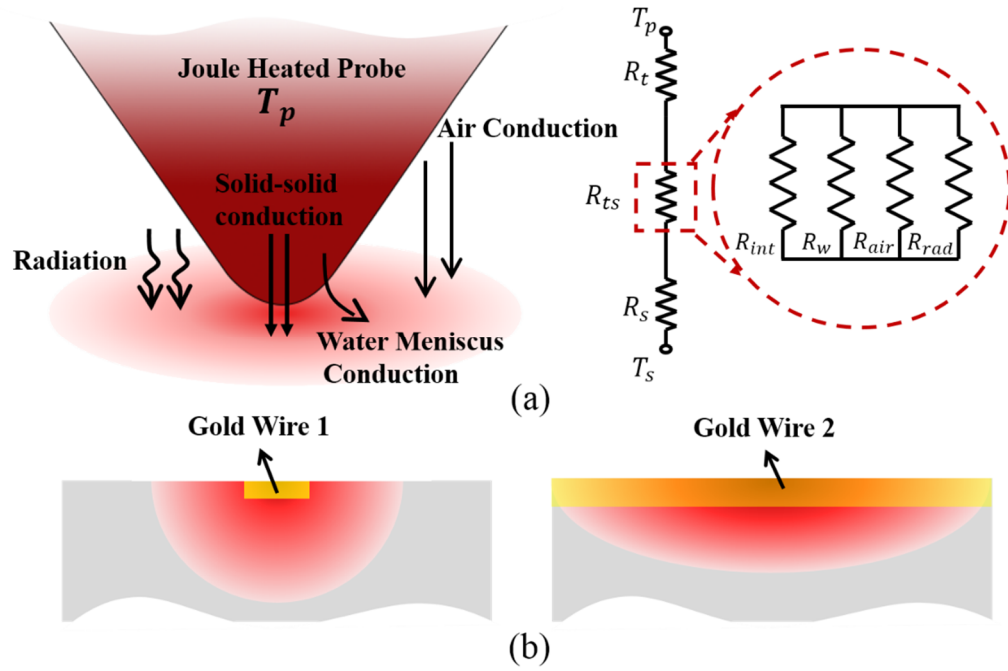 Joule Heated Probe
T_p
Air Conduction
Solid-solid
conduction
Radiation
Water Meniscus
Conduction
T_p
R_t
R_ts
R_s
T_s
R_int R_w R_air R_rad
(a)
Gold Wire 1
Gold Wire 2
(b)